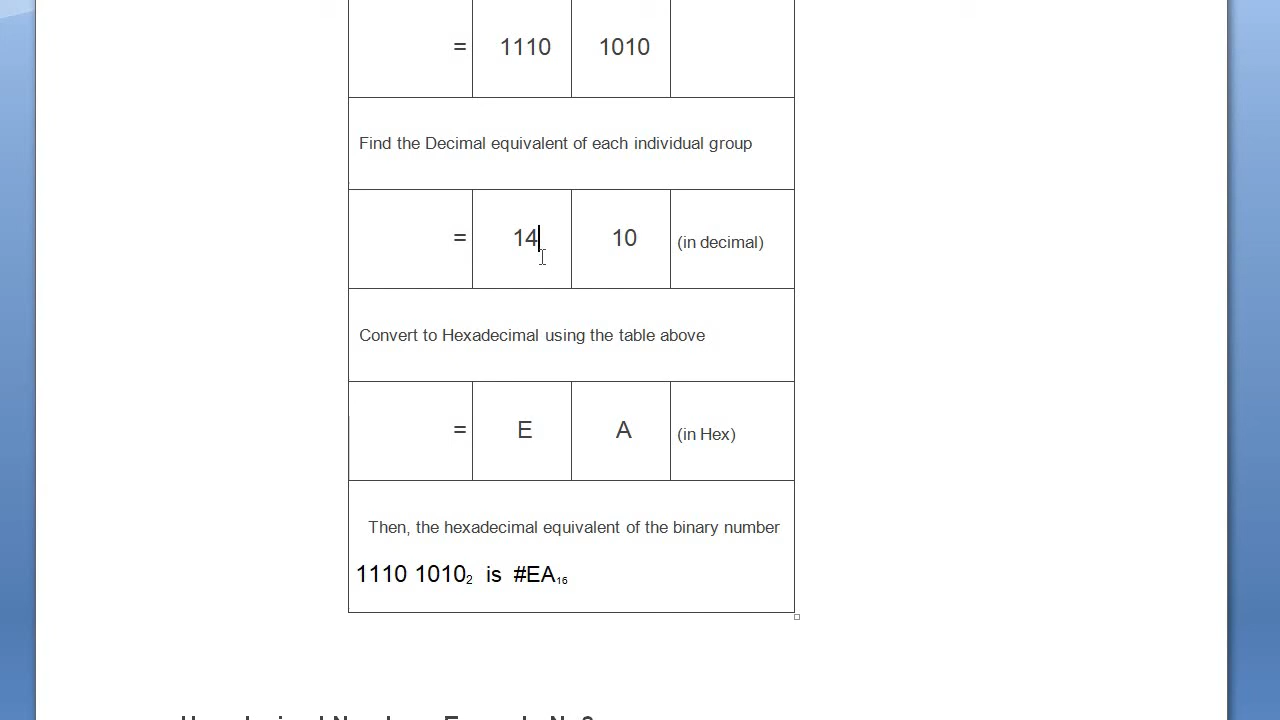 = 1110 1010
Find the Decimal equivalent of each individual group
= 14 10 (in decimal)
Convert to Hexadecimal using the table above
= E A (in Hex)
Then, the hexadecimal equivalent of the binary number
1110 1010₂ is #EA₁₆